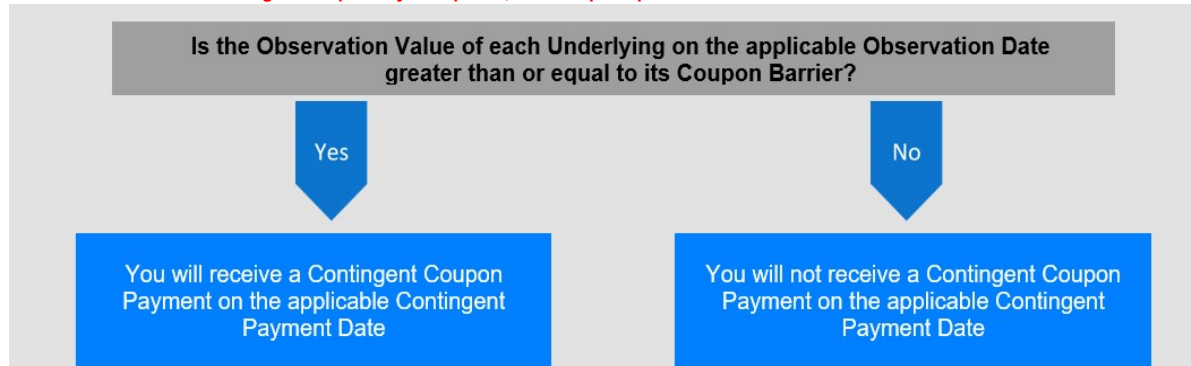 Is the Observation Value of each Underlying on the applicable Observation Date
greater than or equal to its Coupon Barrier?
Yes
No
You will receive a Contingent Coupon
Payment on the applicable Contingent
Payment Date
You will not receive a Contingent Coupon
Payment on the applicable Contingent
Payment Date